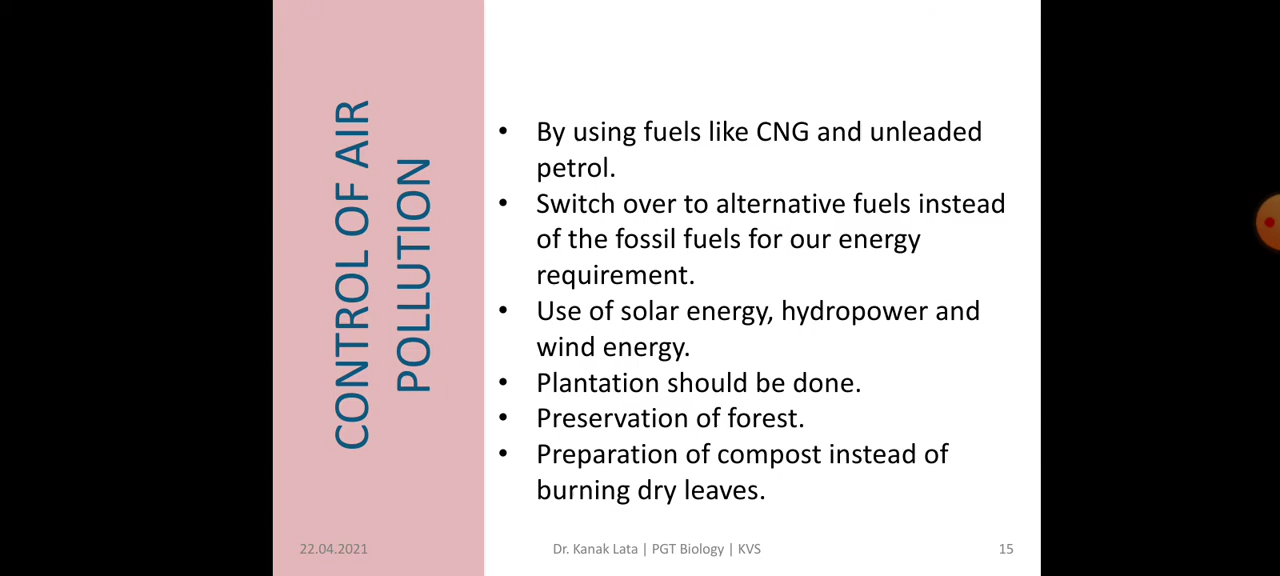 CONTROL OF AIR
POLLUTION
• By using fuels like CNG and unleaded
petrol.
• Switch over to alternative fuels instead
of the fossil fuels for our energy
requirement.
• Use of solar energy, hydropower and
wind energy.
• Plantation should be done.
• Preservation of forest.
• Preparation of compost instead of
burning dry leaves.
22.04.2021
Dr. Kanak Lata | PGT Biology | KVS
15